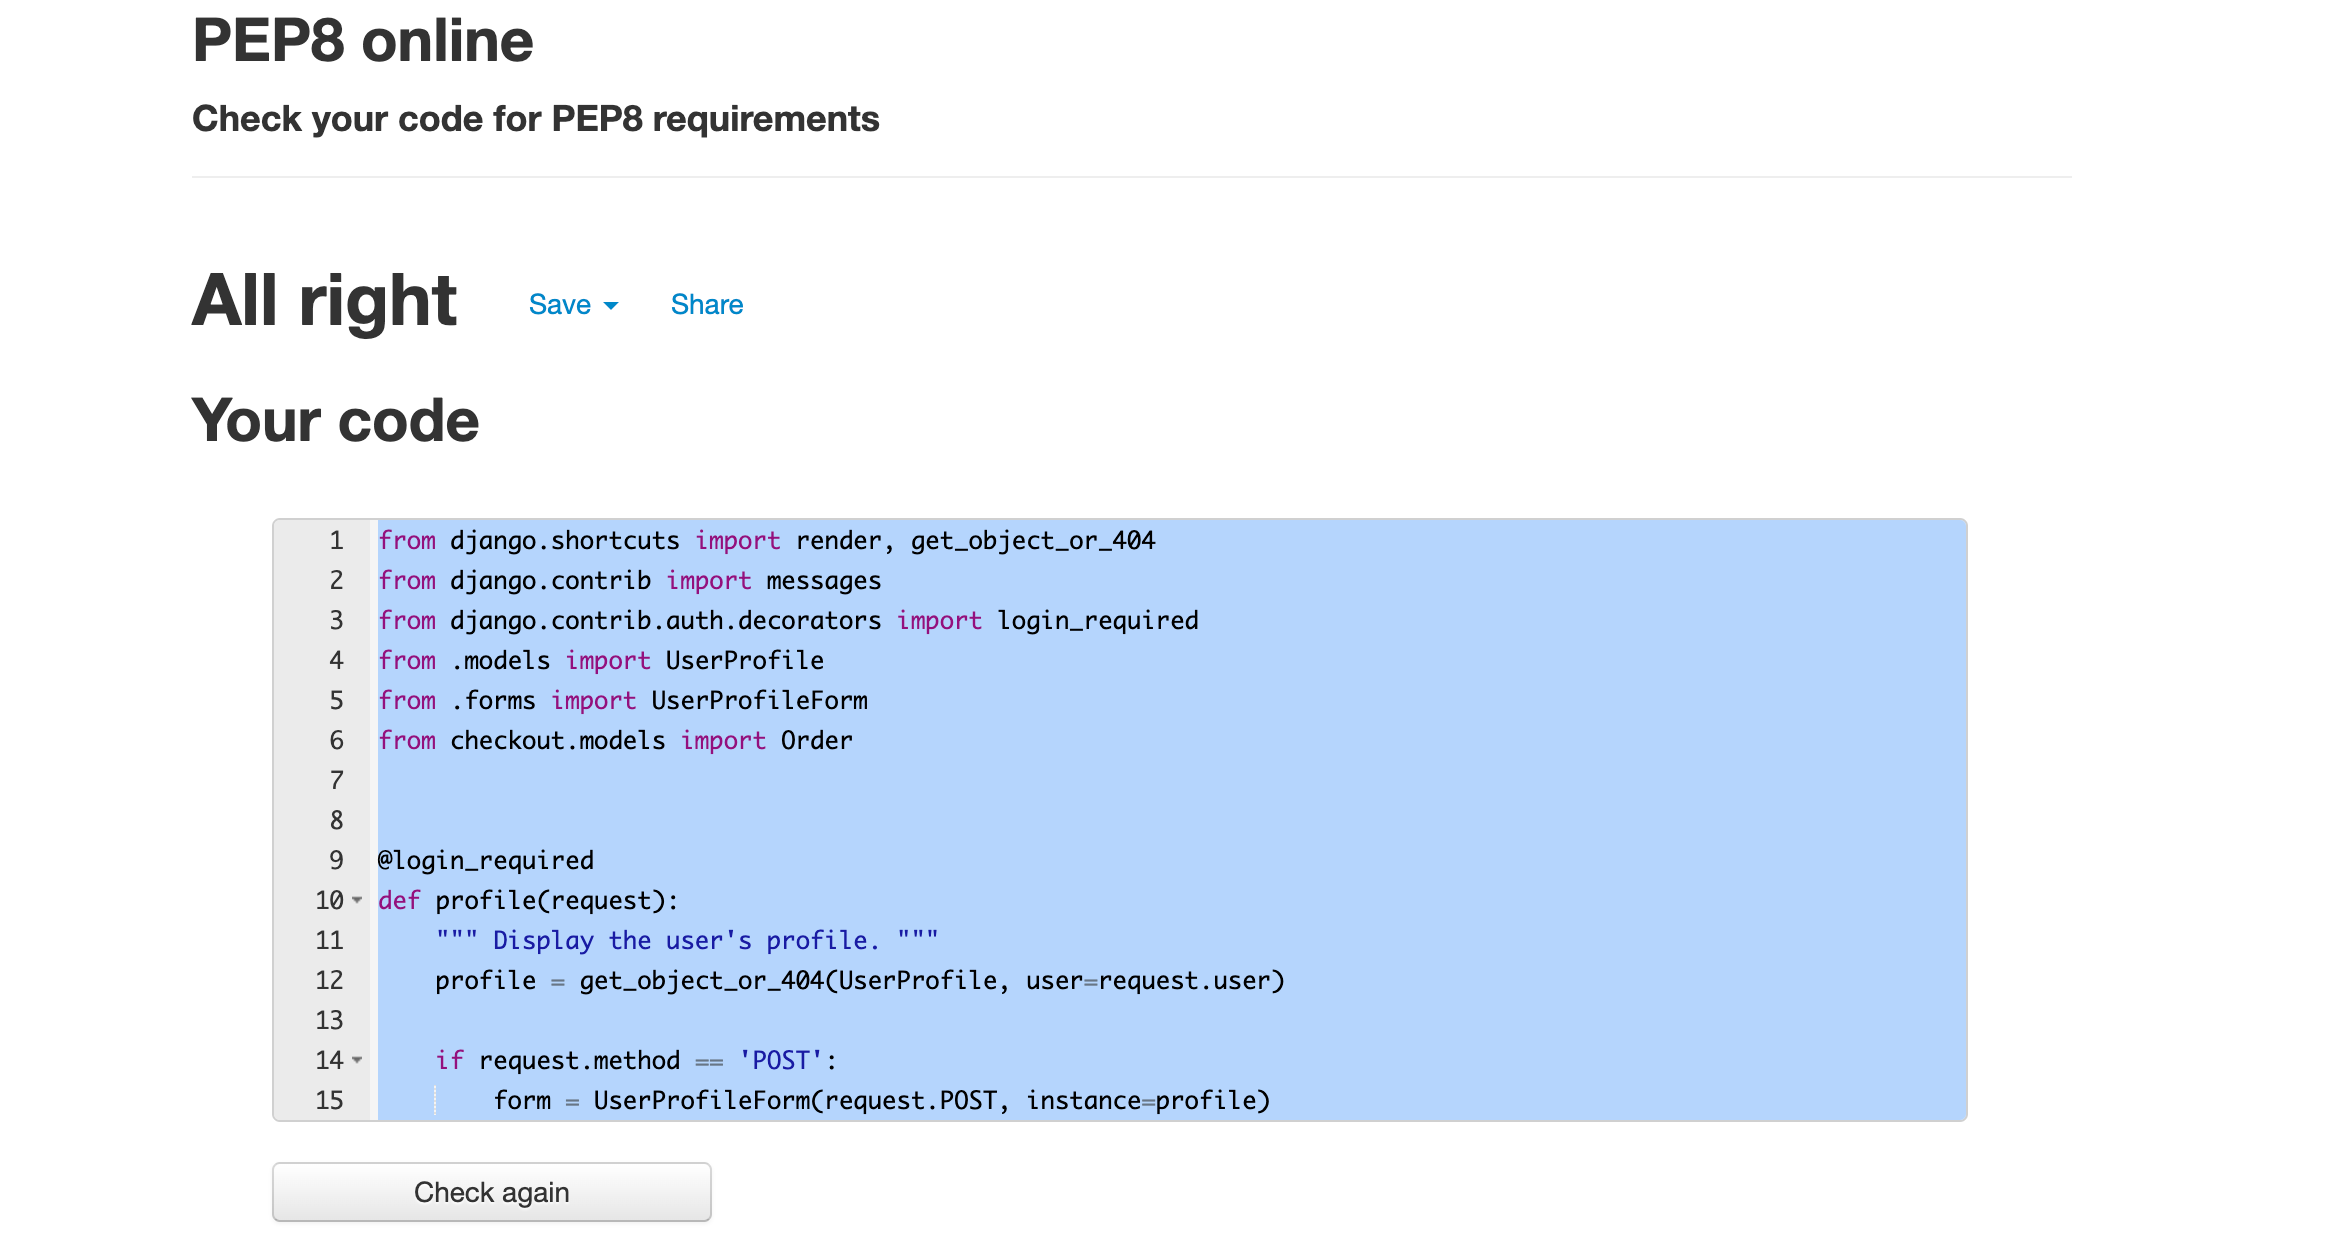 PEP8 online
Check your code for PEP8 requirements
All right Save Share
Your code
1 from django.shortcuts import render, get_object_or_404
2 from django.contrib import messages
3 from django.contrib.auth.decorators import login_required
4 from .models import UserProfile
5 from .forms import UserProfileForm
6 from checkout.models import Order
7
8
9 @login_required
10 def profile(request):
11     """ Display the user's profile. """
12     profile = get_object_or_404(UserProfile, user=request.user)
13
14     if request.method == 'POST':
15         form = UserProfileForm(request.POST, instance=profile)
Check again